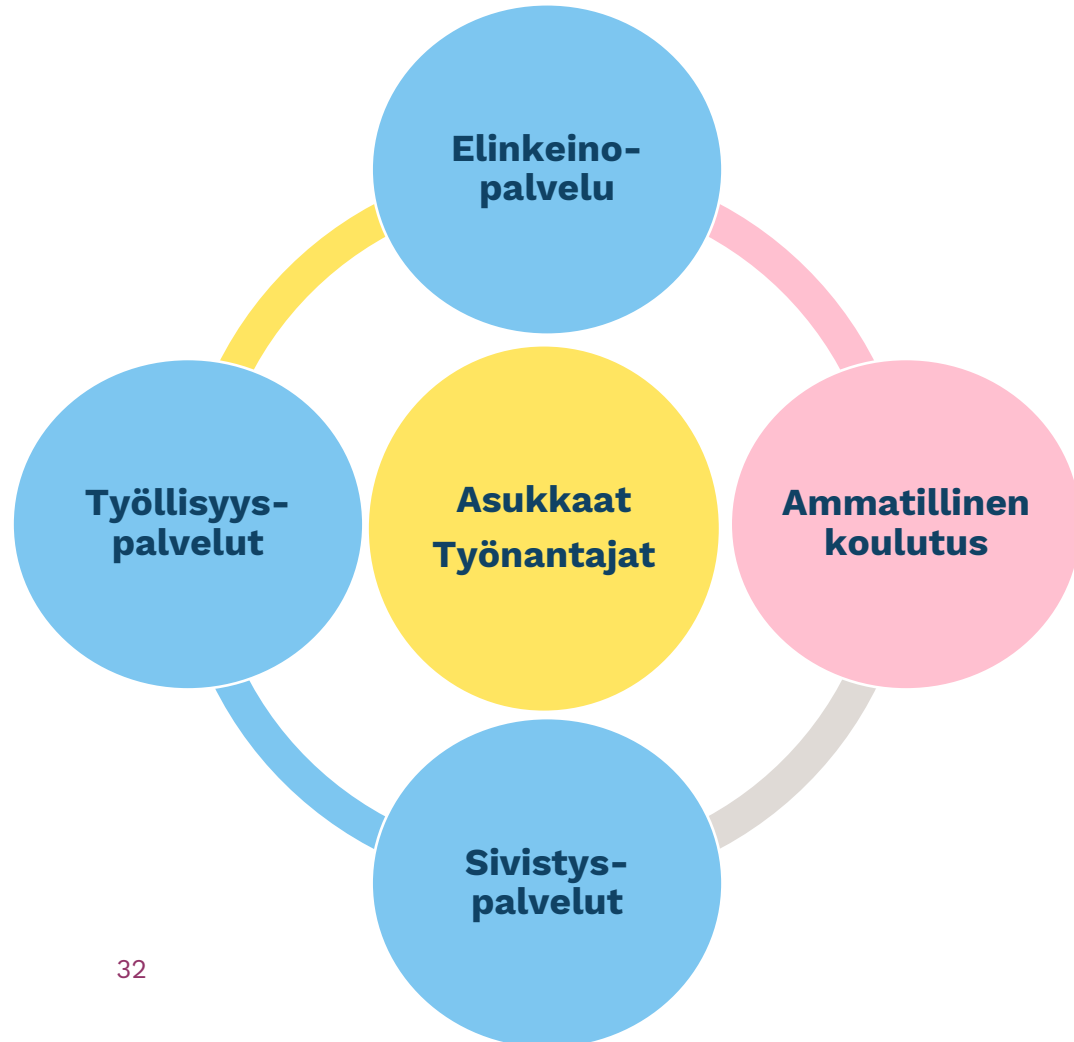 Elinkeino-
palvelu
Työllisyys-
palvelut
Asukkaat
Työnantajat
Ammatillinen
koulutus
Sivistys-
palvelut
32